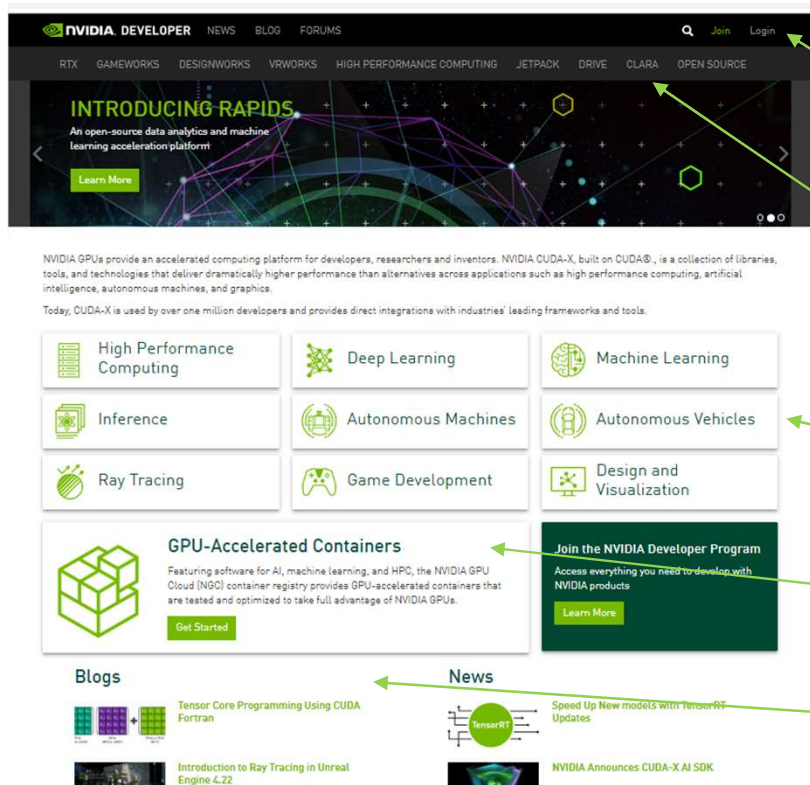 NVIDIA. DEVELOPER NEWS BLOG FORUMS Join Login
RTX GAMEWORKS DESIGNWORKS VRWORKS HIGH PERFORMANCE COMPUTING JETPACK DRIVE CLARA OPEN SOURCE
INTRODUCING RAPIDS
An open-source data analytics and machine
learning acceleration platform
Learn More
NVIDIA GPUs provide an accelerated computing platform for developers, researchers and inventors. NVIDIA CUDA-X, built on CUDA®., is a collection of libraries,
tools, and technologies that deliver dramatically higher performance than alternatives across applications such as high performance computing, artificial
intelligence, autonomous machines, and graphics.
Today, CUDA-X is used by over one million developers and provides direct integrations with industries' leading frameworks and tools.
High Performance
Computing
Deep Learning
Machine Learning
Inference
Autonomous Machines
Autonomous Vehicles
Ray Tracing
Game Development
Design and
Visualization
GPU-Accelerated Containers
Featuring software for AI, machine learning, and HPC, the NVIDIA GPU
Cloud (NGC) container registry provides GPU-accelerated containers that
are tested and optimized to take full advantage of NVIDIA GPUs.
Get Started
Join the NVIDIA Developer Program
Access everything you need to develop with
NVIDIA products
Learn More
Blogs
Tensor Core Programming Using CUDA
Fortran
Introduction to Ray Tracing in Unreal
Engine 4.22
News
TensorRT
Speed Up New models with TensorRT
Updates
NVIDIA Announces CUDA-X AI SDK